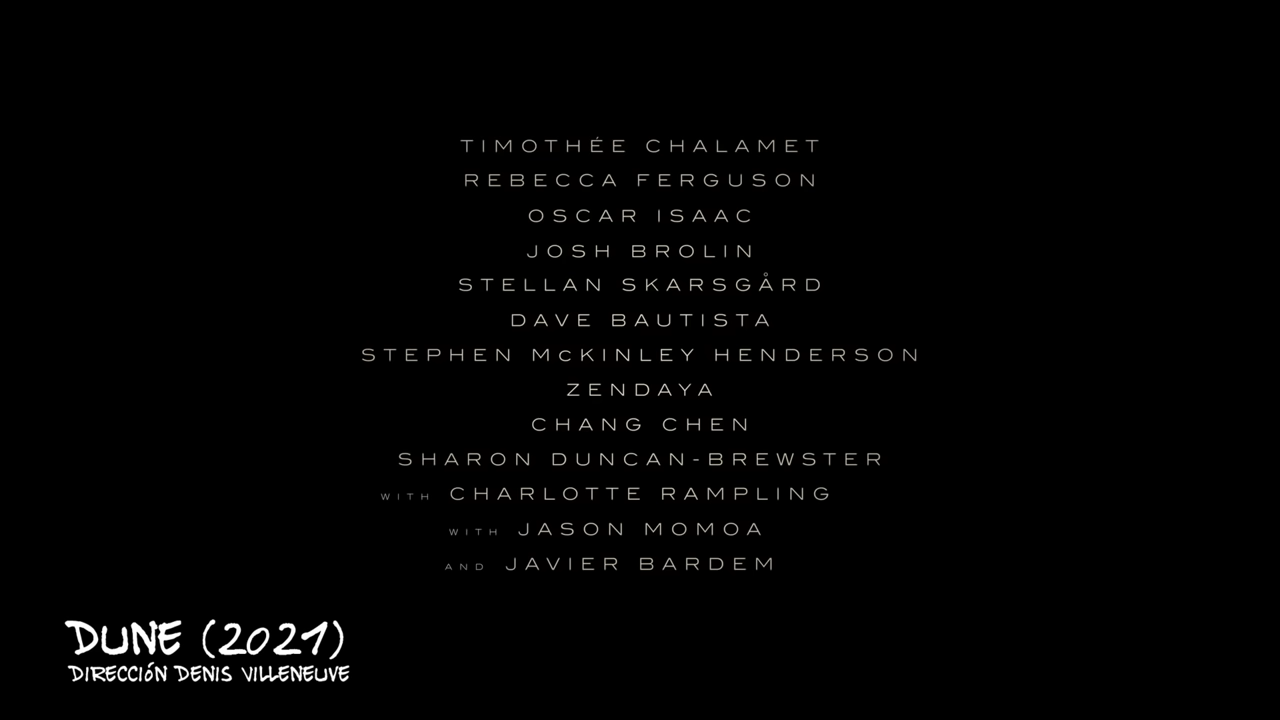 TIMOTHÉE CHALAMET
REBECCA FERGUSON
OSCAR ISAAC
JOSH BROLIN
STELLAN SKARSGÅRD
DAVE BAUTISTA
STEPHEN McKINLEY HENDERSON
ZENDAYA
CHANG CHEN
SHARON DUNCAN-BREWSTER
WITH CHARLOTTE RAMPLING
WITH JASON MOMOA
AND JAVIER BARDEM
DUNE (2021)
DIRECCIÓN DENIS VILLENEUVE